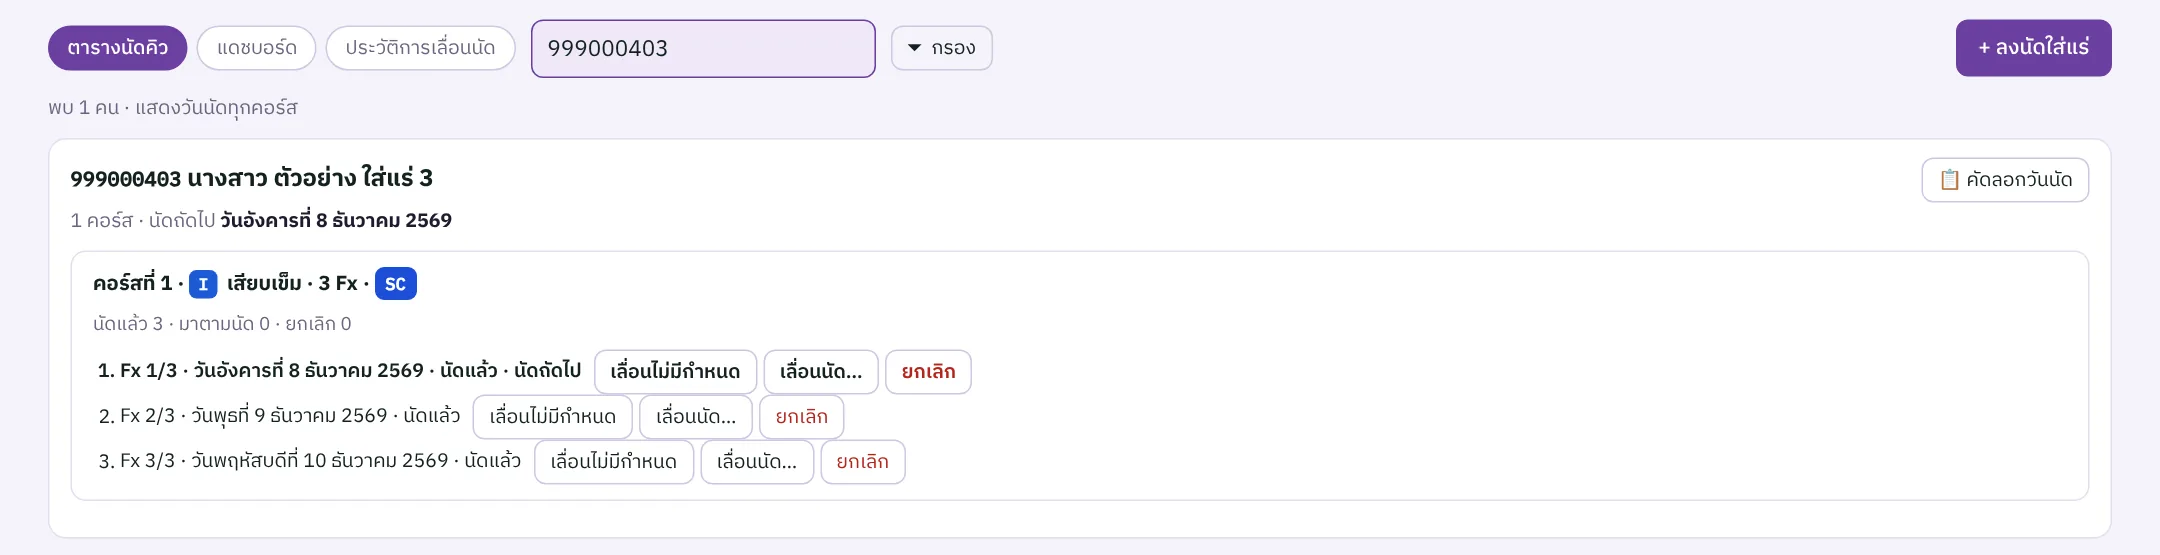 ตารางนัดคิว แดชบอร์ด ประวัติการเลื่อนนัด 999000403 กรอง + ลงนัดใส่แร่
พบ 1 คน · แสดงวันนัดทุกคอร์ส
999000403 นางสาว ตัวอย่าง ใส่แร่ 3 คัดลอกวันนัด
1 คอร์ส · นัดถัดไป วันอังคารที่ 8 ธันวาคม 2569
คอร์สที่ 1 · I เสียบเข็ม · 3 Fx · SC
นัดแล้ว 3 · มาตามนัด 0 · ยกเลิก 0
1. Fx 1/3 · วันอังคารที่ 8 ธันวาคม 2569 · นัดแล้ว · นัดถัดไป เลื่อนไม่มีกำหนด เลื่อนนัด... ยกเลิก
2. Fx 2/3 · วันพุธที่ 9 ธันวาคม 2569 · นัดแล้ว เลื่อนไม่มีกำหนด เลื่อนนัด... ยกเลิก
3. Fx 3/3 · วันพฤหัสบดีที่ 10 ธันวาคม 2569 · นัดแล้ว เลื่อนไม่มีกำหนด เลื่อนนัด... ยกเลิก